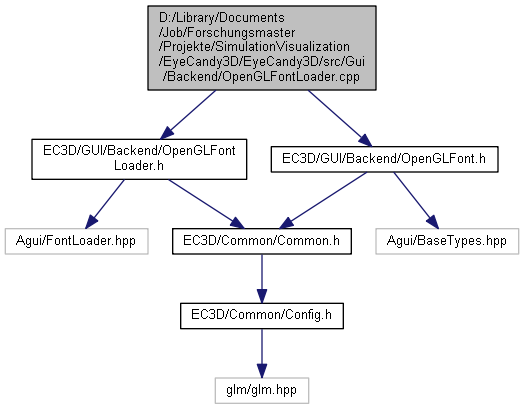 D:/Library/Documents
/Job/Forschungsmaster
/Projekte/SimulationVisualization
/EyeCandy3D/EyeCandy3D/src/Gui
/Backend/OpenGLFontLoader.cpp
EC3D/GUI/Backend/OpenGLFont
Loader.h
EC3D/GUI/Backend/OpenGLFont.h
Agui/FontLoader.hpp
EC3D/Common/Common.h
Agui/BaseTypes.hpp
EC3D/Common/Config.h
glm/glm.hpp